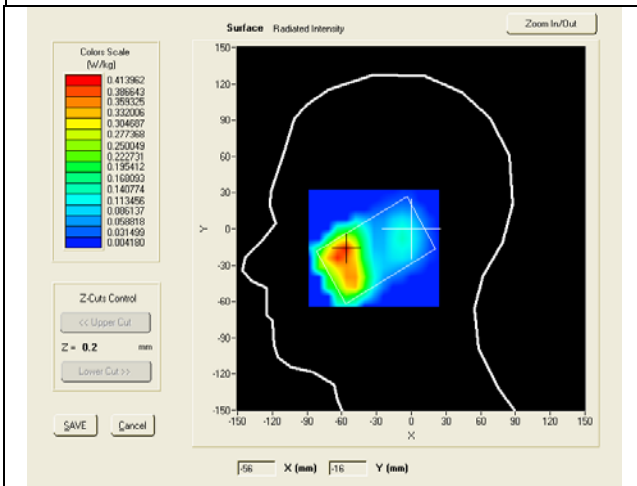 Surface Radiated Intensity
Zoom In/Out
Colors Scale
(W/kg)
0.413962
0.386643
0.359325
0.332006
0.304687
0.277368
0.250049
0.222731
0.195412
0.168093
0.140774
0.113456
0.086137
0.058818
0.031499
0.004180
150
120
90
60
30
0
-30
-60
-90
-120
-150
Y
-150 -120 -90 -60 -30 0 30 60 90 120 150
X
Z-Cuts Control
<< Upper Cut
Z = 0.2 mm
Lower Cut >>
SAVE Cancel
-56 X (mm) -16 Y (mm)